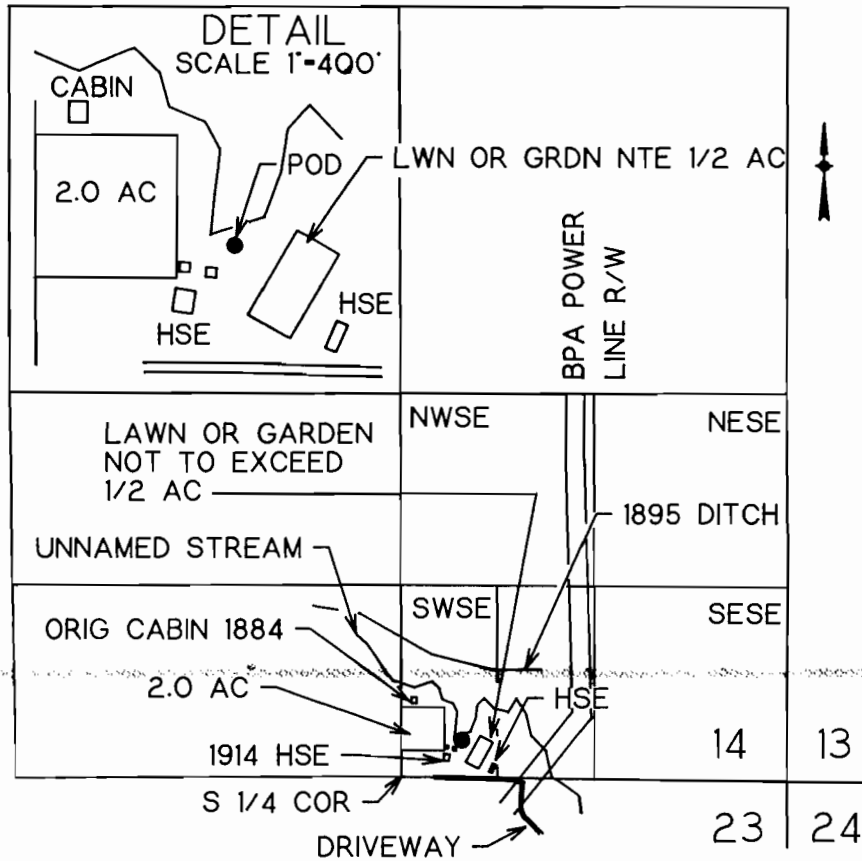 DETAIL
SCALE 1"=400'
CABIN
POD
LWN OR GRDN NTE 1/2 AC
2.0 AC
HSE
HSE
BPA POWER
LINE R/W
NWSE
NESE
LAWN OR GARDEN
NOT TO EXCEED
1/2 AC
1895 DITCH
UNNAMED STREAM
SWSE
SESE
ORIG CABIN 1884
2.0 AC
HSE
1914 HSE
14
13
S 1/4 COR
DRIVEWAY
23
24